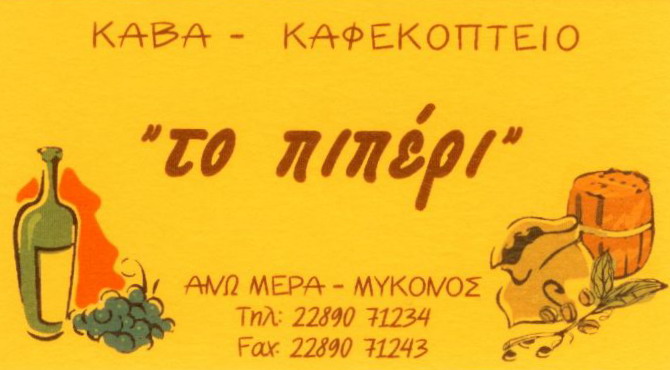 ΚΑΒΑ - ΚΑΦΕΚΟΠΤΕΙΟ
"το πιπέρι"
ΑΝΩ ΜΕΡΑ - ΜΥΚΟΝΟΣ
Τηλ: 22890 71234
Fax: 22890 71243